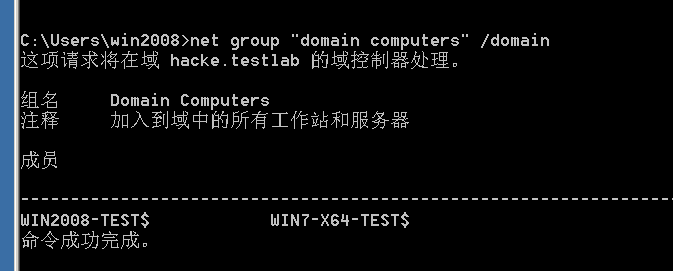 C:\Users\win2008>net group "domain computers" /domain
这项请求将在域 hacke.testlab 的域控制器处理。
组名     Domain Computers
注释     加入到域中的所有工作站和服务器
成员
-------------------------------------------------------------------------------
WIN2008-TEST$            WIN7-X64-TEST$
命令成功完成。